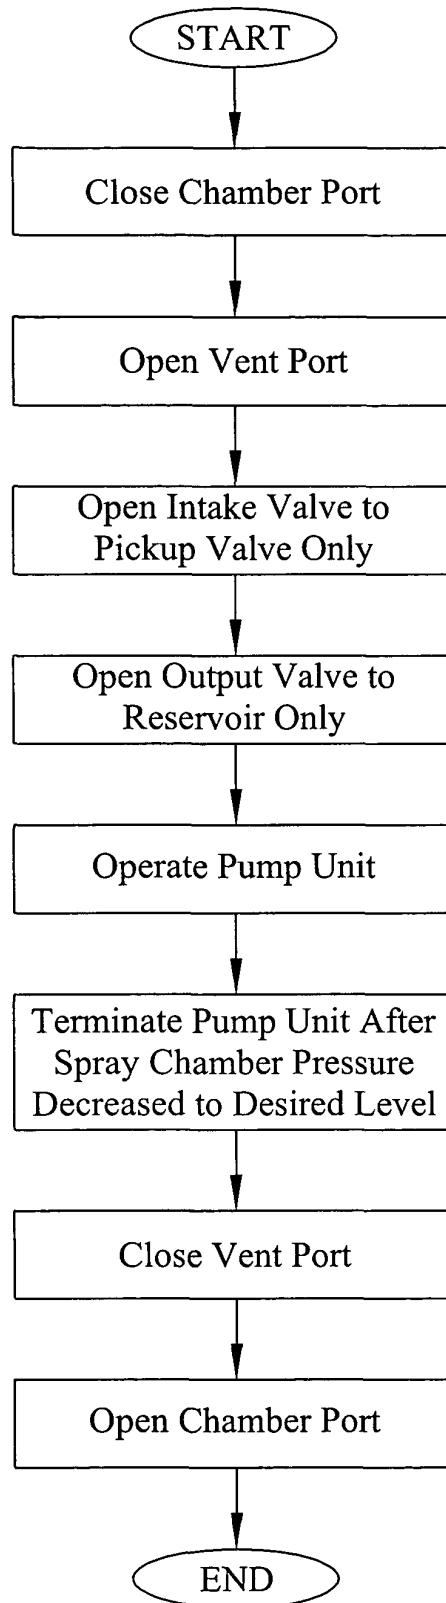 START
Close Chamber Port
Open Vent Port
Open Intake Valve to
Pickup Valve Only
Open Output Valve to
Reservoir Only
Operate Pump Unit
Terminate Pump Unit After
Spray Chamber Pressure
Decreased to Desired Level
Close Vent Port
Open Chamber Port
END